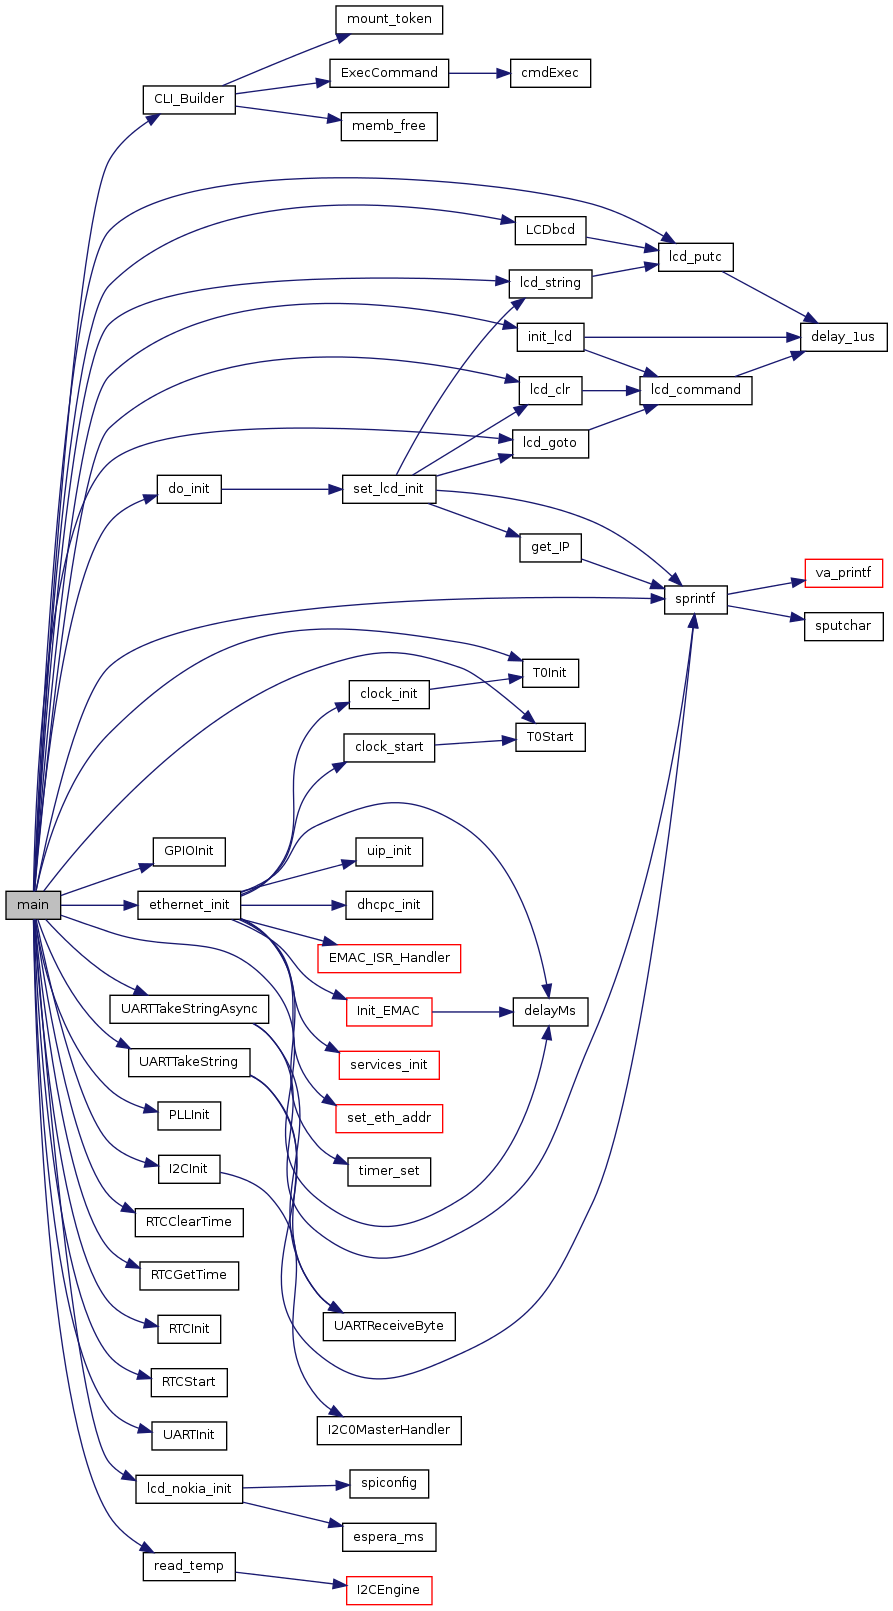 mount_token
ExecCommand
cmdExec
CLI_Builder
memb_free
LCDbcd
lcd_putc
lcd_string
init_lcd
delay_1us
lcd_clr
lcd_command
lcd_goto
do_init
set_lcd_init
get_IP
va_printf
sprintf
sputchar
T0Init
clock_init
T0Start
clock_start
GPIOInit
uip_init
main
ethernet_init
dhcpc_init
EMAC_ISR_Handler
UARTTakeStringAsync
Init_EMAC
delayMs
UARTTakeString
services_init
PLLInit
set_eth_addr
I2CInit
timer_set
RTCClearTime
RTCGetTime
RTCInit
UARTReceiveByte
RTCStart
UARTInit
I2C0MasterHandler
lcd_nokia_init
spiconfig
espera_ms
read_temp
I2CEngine